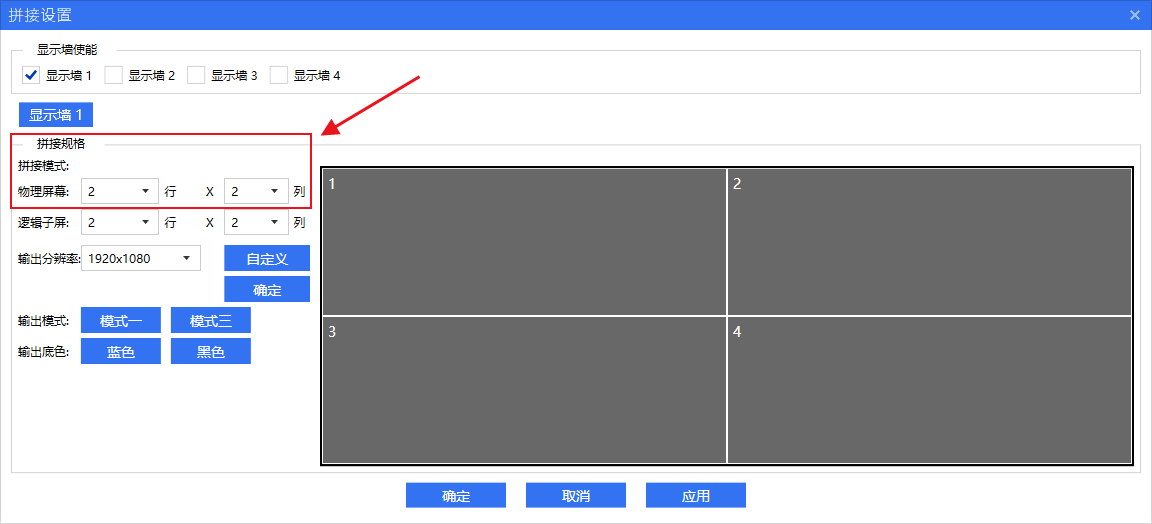 拼接设置
显示墙使能
显示墙 1 显示墙 2 显示墙 3 显示墙 4
显示墙 1
拼接规格
拼接模式:
物理屏幕: 2 行 X 2 列
逻辑子屏: 2 行 X 2 列
输出分辨率: 1920x1080 自定义
确定
输出模式: 模式一 模式三
输出底色: 蓝色 黑色
1 2
3 4
确定 取消 应用